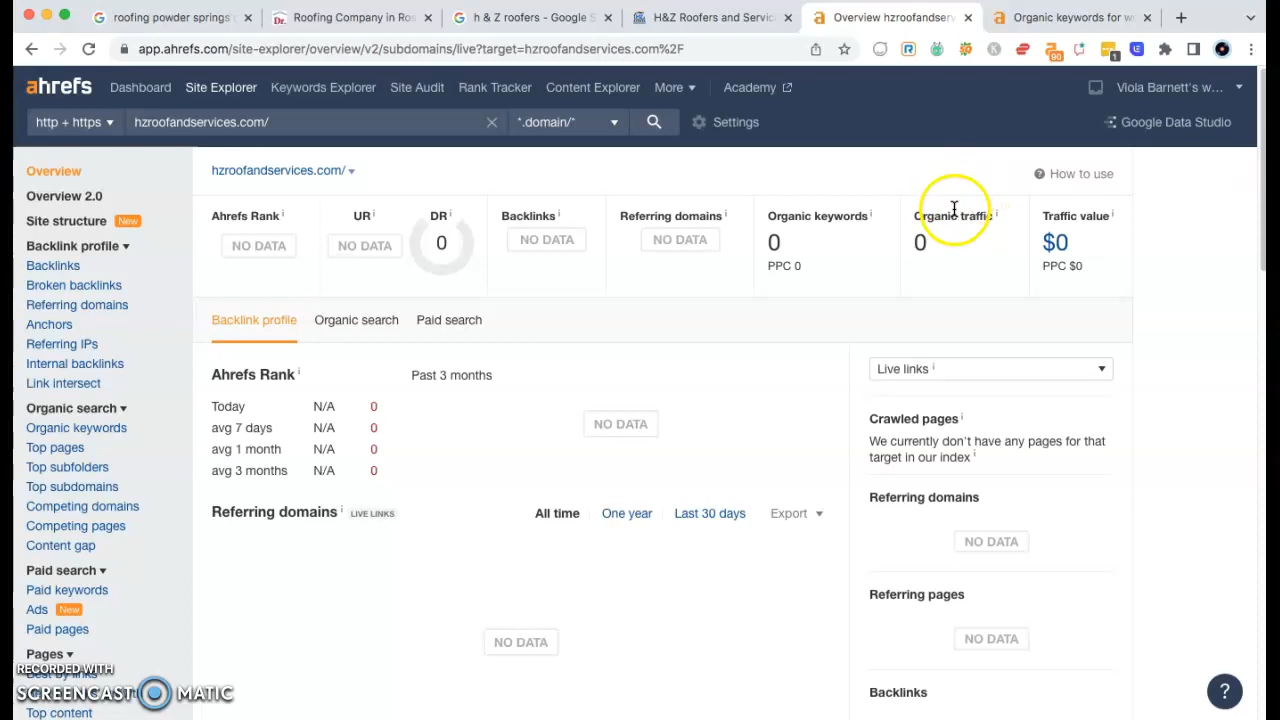 roofing powder springs
Roofing Company in Ros
h & Z roofers - Google S
H&Z Roofers and Servic
Overview hzroofandserv
Organic keywords for w
app.ahrefs.com/site-explorer/overview/v2/subdomains/live?target=hzroofandservices.com%2F
90
1
ahrefs
Dashboard
Site Explorer
Keywords Explorer
Site Audit
Rank Tracker
Content Explorer
More
Academy
Viola Barnett's w...
http + https
hzroofandservices.com/
*.domain/*
Settings
Google Data Studio
Overview
Overview 2.0
Site structure New
Backlink profile
Backlinks
Broken backlinks
Referring domains
Anchors
Referring IPs
Internal backlinks
Link intersect
Organic search
Organic keywords
Top pages
Top subfolders
Top subdomains
Competing domains
Competing pages
Content gap
Paid search
Paid keywords
Ads New
Paid pages
Pages
Best by links
Top content
RECORDED WITH
SCREENCAST MATIC
hzroofandservices.com/
How to use
Ahrefs Rank
NO DATA
UR
NO DATA
DR
0
Backlinks
NO DATA
Referring domains
NO DATA
Organic keywords
0
PPC 0
Organic traffic
0
Traffic value
$0
PPC $0
Backlink profile
Organic search
Paid search
Ahrefs Rank
Past 3 months
Today N/A 0
avg 7 days N/A 0
avg 1 month N/A 0
avg 3 months N/A 0
NO DATA
Referring domains LIVE LINKS
All time
One year
Last 30 days
Export
NO DATA
Live links
Crawled pages
We currently don't have any pages for that
target in our index
Referring domains
NO DATA
Referring pages
NO DATA
Backlinks
?